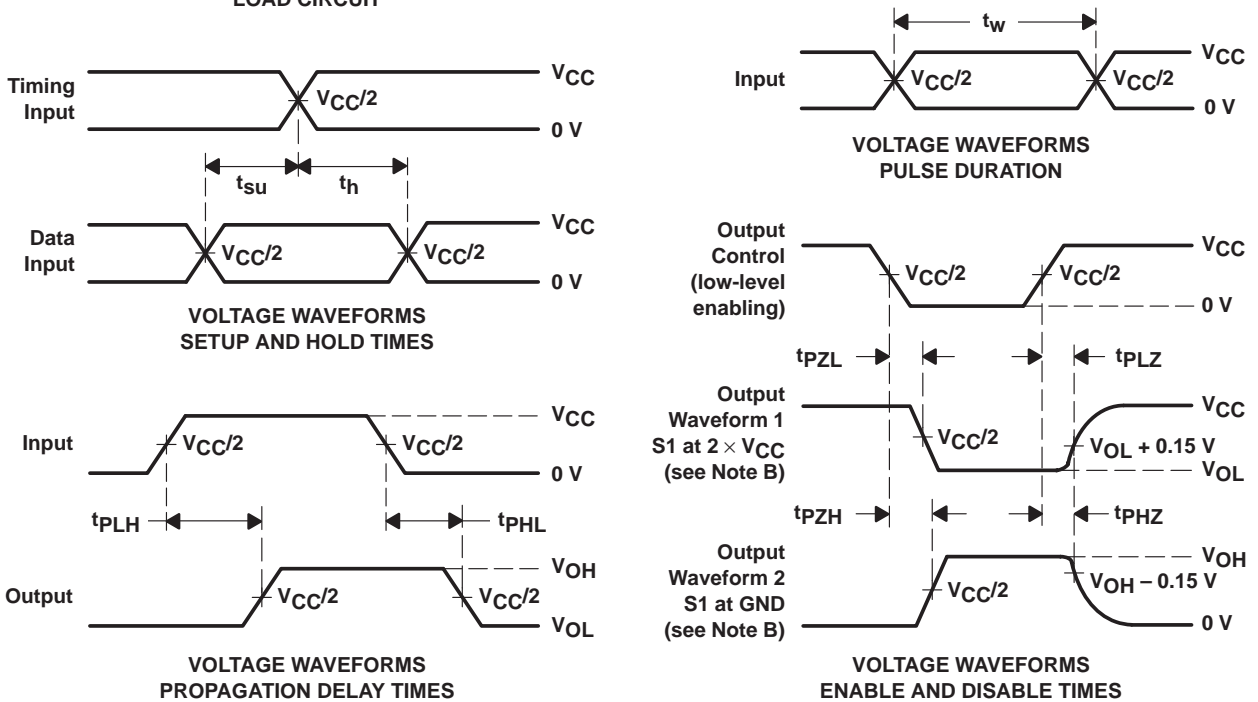 LOAD CIRCUIT
Timing
Input
VCC
VCC/2
0 V
tsu
th
Data
Input
VCC
VCC/2
VCC/2
0 V
VOLTAGE WAVEFORMS
SETUP AND HOLD TIMES
tw
Input
VCC
VCC/2
VCC/2
0 V
VOLTAGE WAVEFORMS
PULSE DURATION
Input
VCC
VCC/2
VCC/2
0 V
tPLH
tPHL
Output
VOH
VCC/2
VCC/2
VOL
VOLTAGE WAVEFORMS
PROPAGATION DELAY TIMES
Output
Control
(low-level
enabling)
VCC
VCC/2
VCC/2
0 V
tPZL
tPLZ
Output
Waveform 1
S1 at 2 × VCC
(see Note B)
VCC
VCC/2
VOL + 0.15 V
VOL
tPZH
tPHZ
Output
Waveform 2
S1 at GND
(see Note B)
VOH
VCC/2
VOH − 0.15 V
0 V
VOLTAGE WAVEFORMS
ENABLE AND DISABLE TIMES